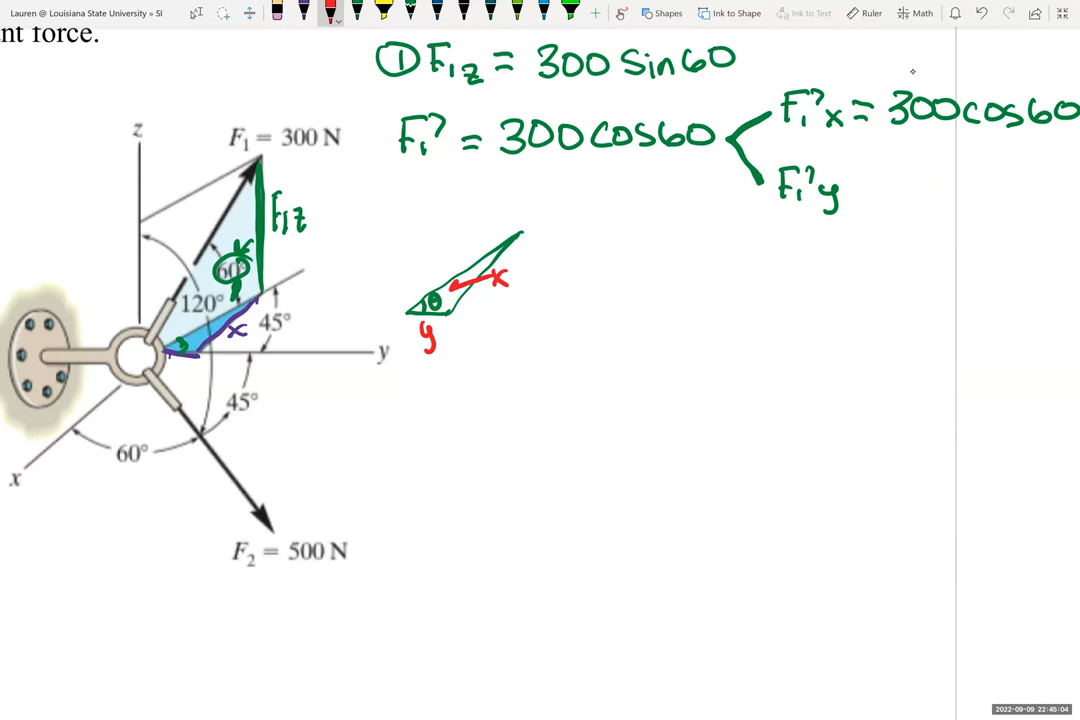 Lauren @ Louisiana State University » SI
Shapes
Ink to Shape
Ink to Text
Ruler
Math
nt force.
① F1z = 300 sin60
F1? = 300cos60
F1?x = 300cos60
F1?y
z
F1 = 300 N
F1z
60°
120°
45°
x
θ
x
y
y
45°
60°
x
F2 = 500 N
2022-09-09 22:45:04